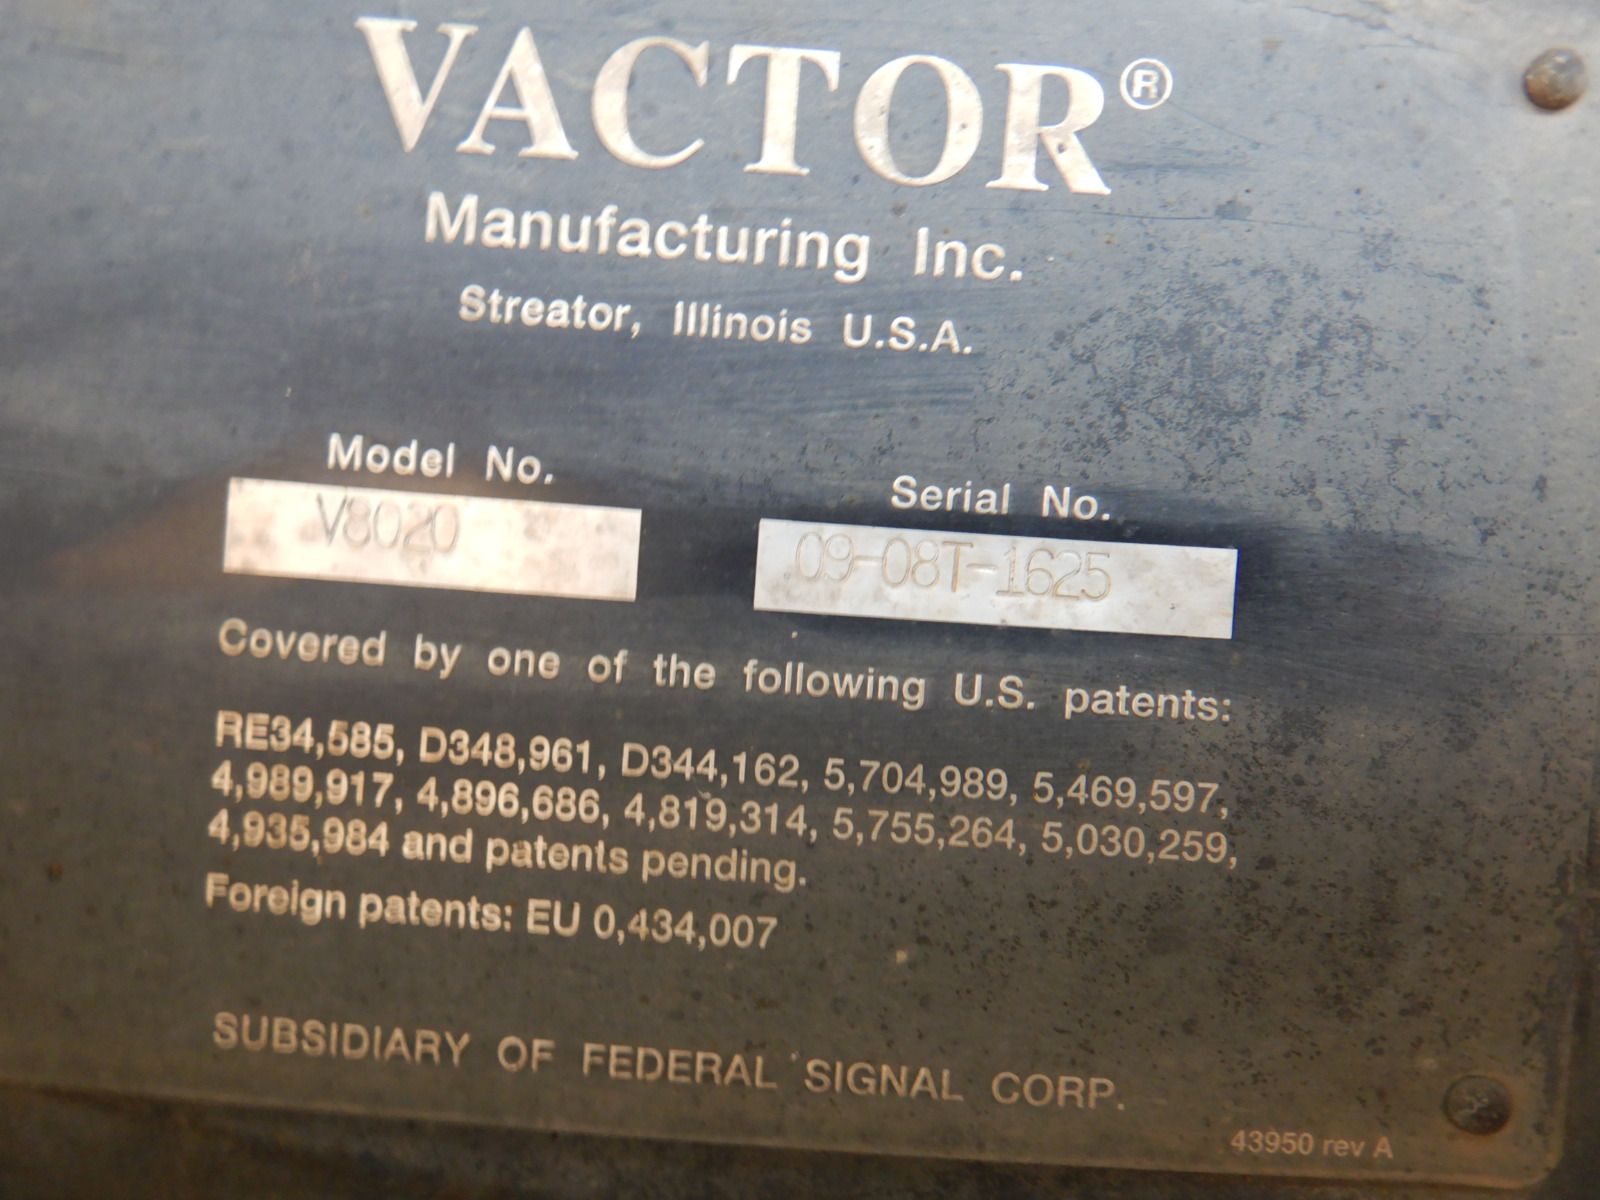 VACTOR®
Manufacturing Inc.
Streator, Illinois U.S.A.
Model No.
V8020
Serial No.
09-08T-1625
Covered by one of the following U.S. patents:
RE34,585, D348,961, D344,162, 5,704,989, 5,469,597,
4,989,917, 4,896,686, 4,819,314, 5,755,264, 5,030,259,
4,935,984 and patents pending.
Foreign patents: EU 0,434,007
SUBSIDIARY OF FEDERAL SIGNAL CORP.
43950 rev A